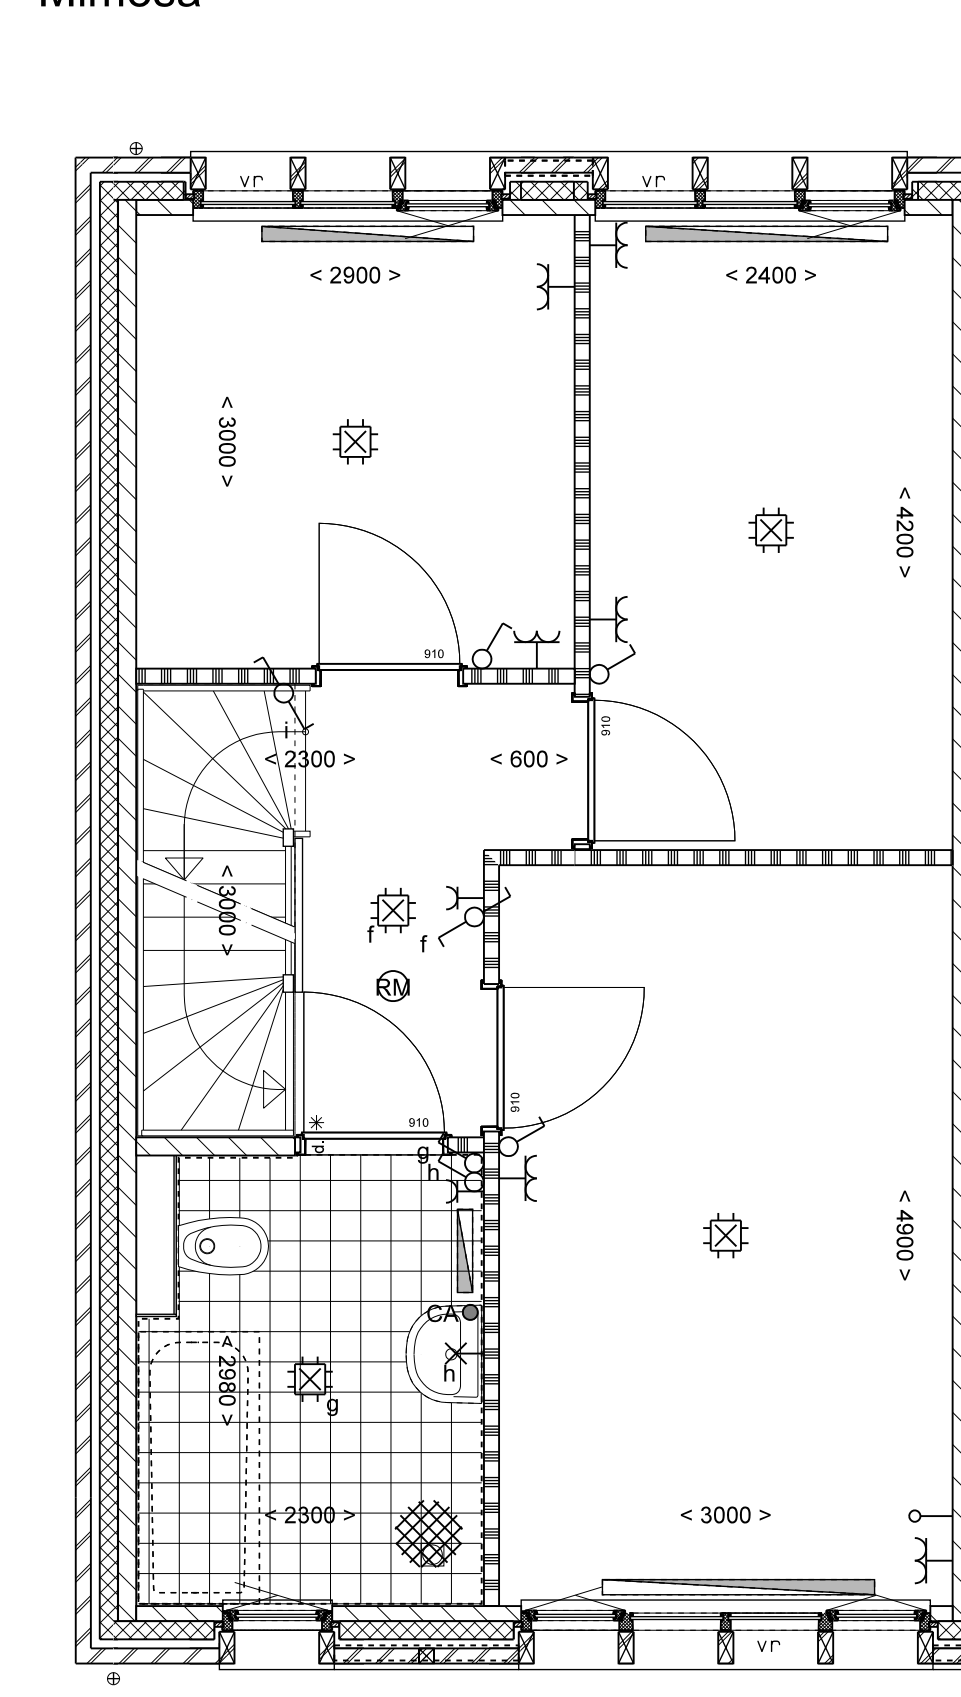 Mimosa
vr
vr
< 2900 >
< 2400 >
< 3000 >
< 4200 >
910
910
i
< 2300 >
< 600 >
< 3000 >
f
f
RM
910
910
d.
g
h
< 4900 >
CA
h
< 2980 >
g
< 2300 >
< 3000 >
vr